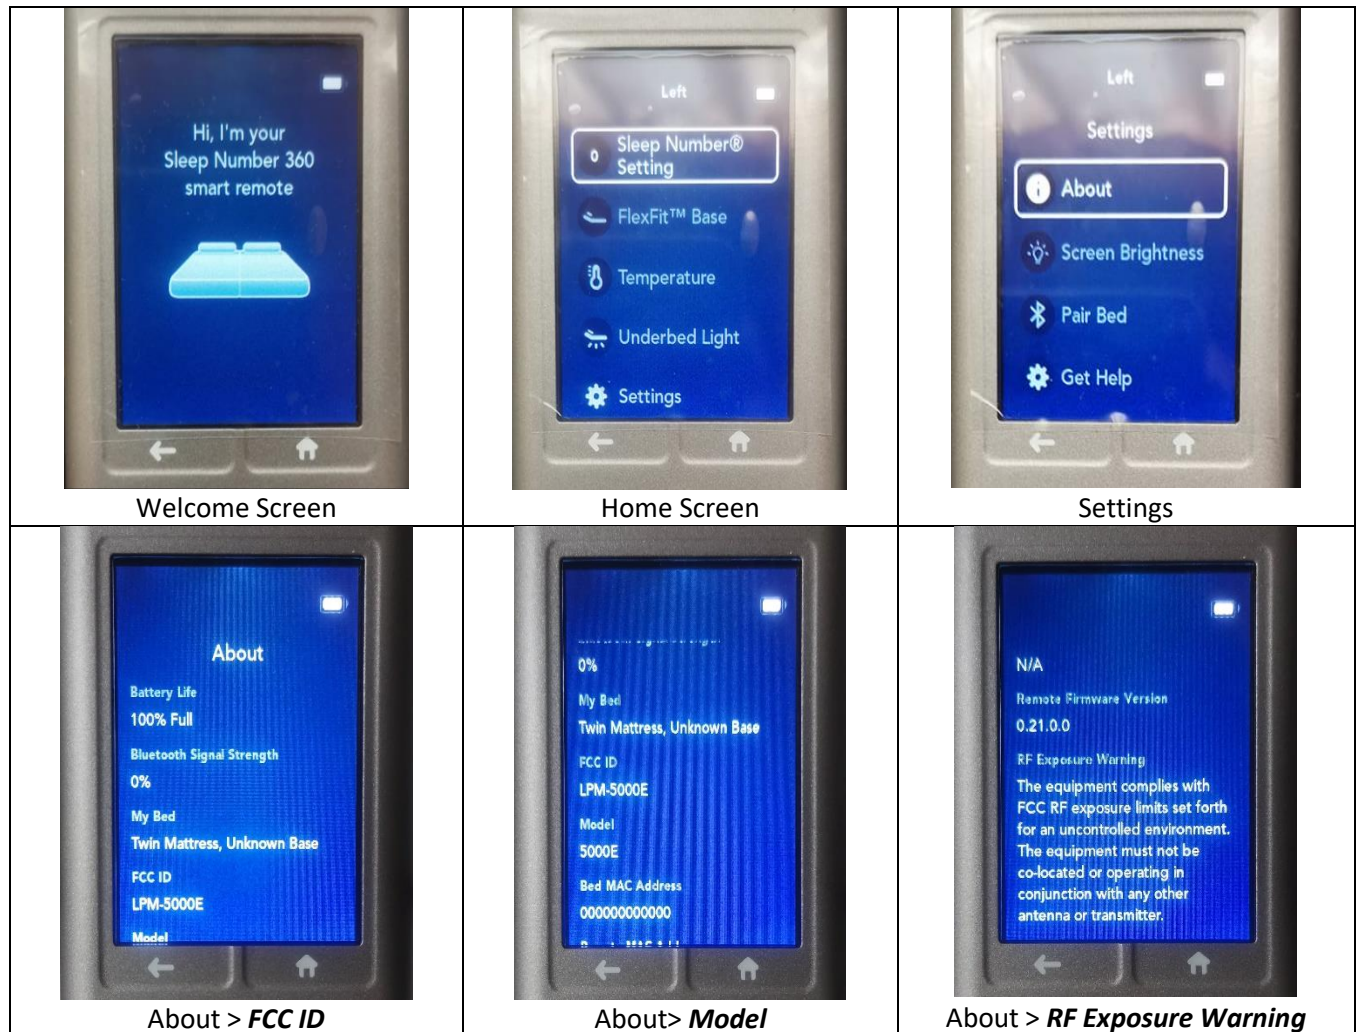 Hi, I'm your
Sleep Number 360
smart remote
Welcome Screen
Left
Sleep Number®
Setting
FlexFit™ Base
Temperature
Underbed Light
Settings
Home Screen
Left
Settings
About
Screen Brightness
Pair Bed
Get Help
Settings
About
Battery Life
100% Full
Bluetooth Signal Strength
0%
My Bed
Twin Mattress, Unknown Base
FCC ID
LPM-5000E
Model
About > FCC ID
0%
My Bed
Twin Mattress, Unknown Base
FCC ID
LPM-5000E
Model
5000E
Bed MAC Address
000000000000
About> Model
N/A
Remote Firmware Version
0.21.0.0
RF Exposure Warning
The equipment complies with
FCC RF exposure limits set forth
for an uncontrolled environment.
The equipment must not be
co-located or operating in
conjunction with any other
antenna or transmitter.
About > RF Exposure Warning